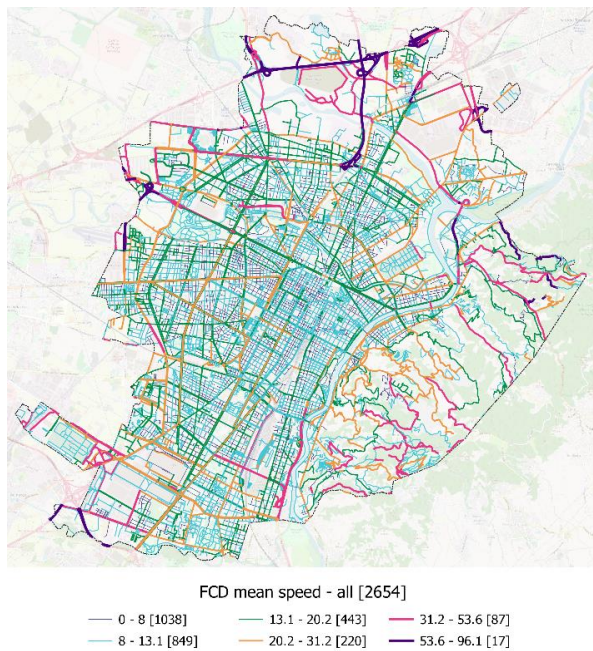 FCD mean speed - all [2654]
0 - 8 [1038] 13.1 - 20.2 [443] 31.2 - 53.6 [87]
8 - 13.1 [849] 20.2 - 31.2 [220] 53.6 - 96.1 [17]